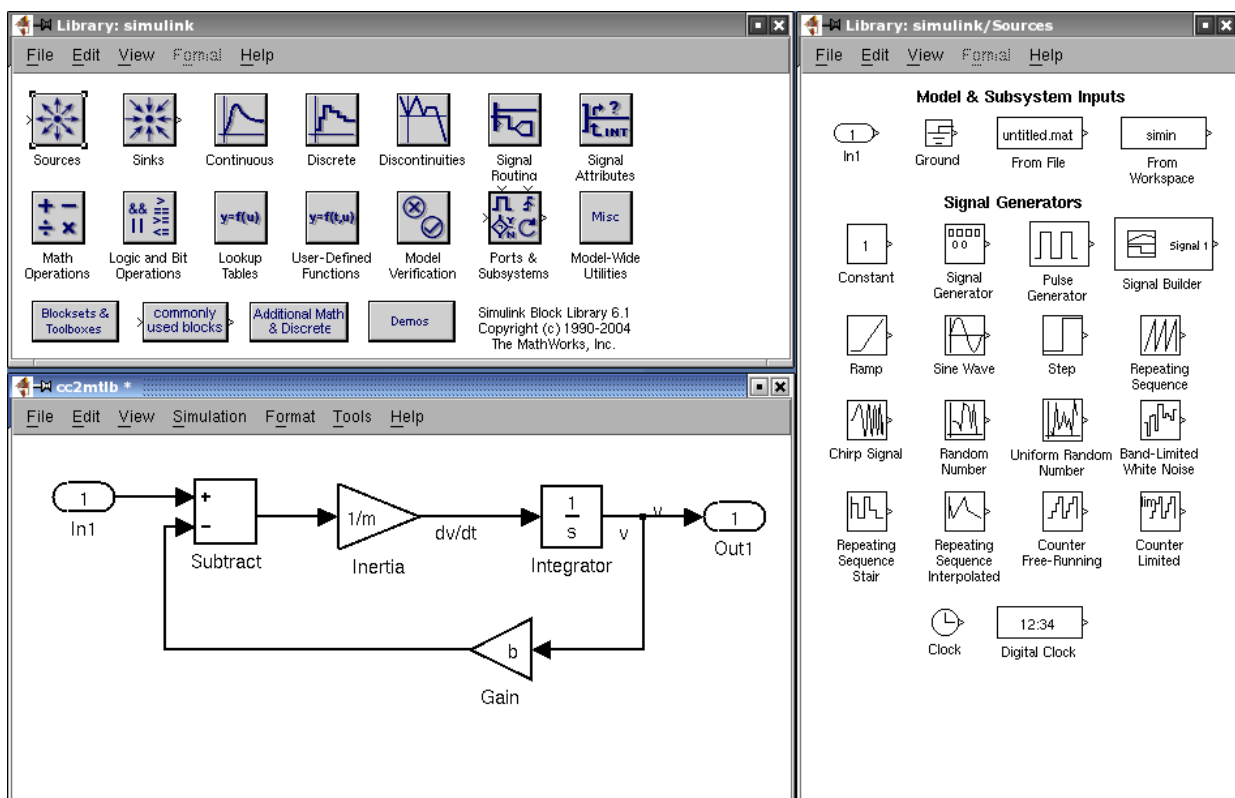 Library: simulink
File Edit View Format Help
Sources Sinks Continuous Discrete Discontinuities Signal Routing Signal Attributes
t INT
+ − ÷ ×
&& || > >= == <=
y=f(u) y=f(t,u) Y N Misc
Math Operations Logic and Bit Operations Lookup Tables User-Defined Functions Model Verification Ports & Subsystems Model-Wide Utilities
Blocksets & Toolboxes
commonly used blocks
Additional Math & Discrete
Demos
Simulink Block Library 6.1
Copyright (c) 1990-2004
The MathWorks, Inc.
cc2mtlb *
File Edit View Simulation Format Tools Help
1
In1
+
−
Subtract
1/m
Inertia
dv/dt
1
s
Integrator
v
v
1
Out1
b
Gain
Library: simulink/Sources
File Edit View Format Help
Model & Subsystem Inputs
1 untitled.mat simin
In1 Ground From File From Workspace
Signal Generators
1 Signal 1
Constant Signal Generator Pulse Generator Signal Builder
Ramp Sine Wave Step Repeating Sequence
Chirp Signal Random Number Uniform Random Number Band-Limited White Noise
lim
Repeating Sequence Stair Repeating Sequence Interpolated Counter Free-Running Counter Limited
12:34
Clock Digital Clock